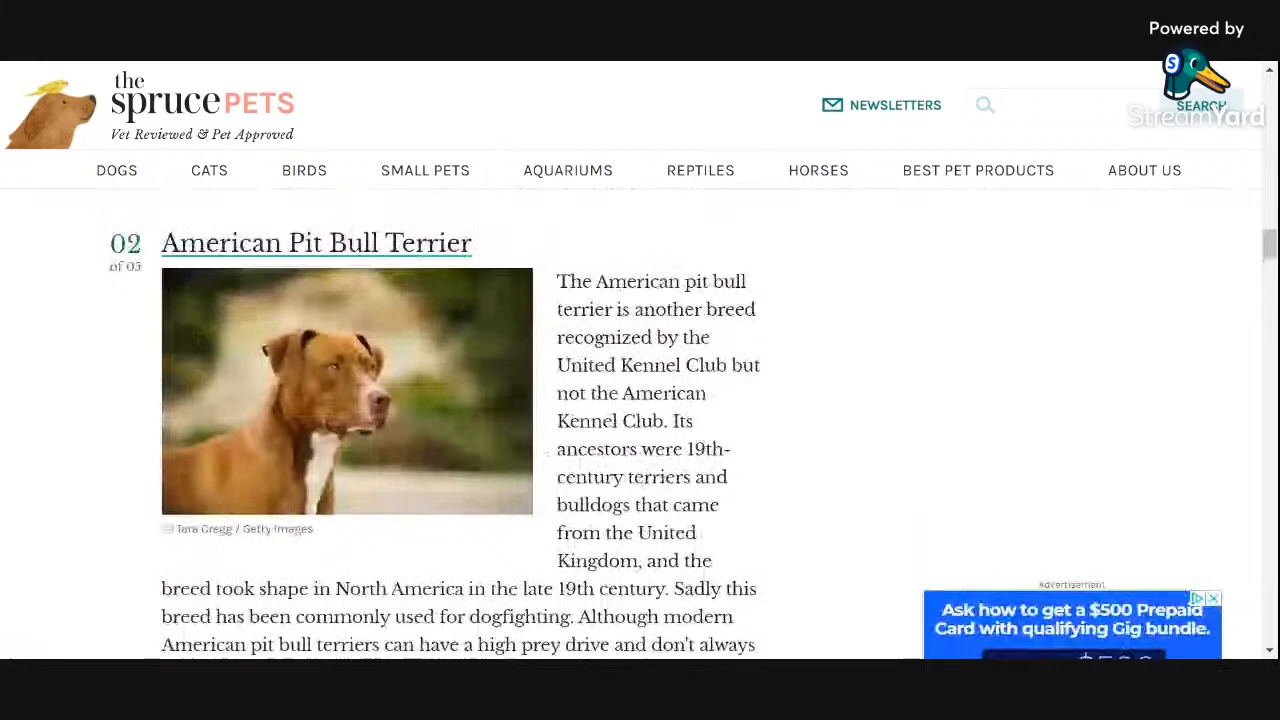 Powered by
S
StreamYard
the
spruce PETS
Vet Reviewed & Pet Approved
NEWSLETTERS
SEARCH
DOGS
CATS
BIRDS
SMALL PETS
AQUARIUMS
REPTILES
HORSES
BEST PET PRODUCTS
ABOUT US
02
of 05
American Pit Bull Terrier
The American pit bull
terrier is another breed
recognized by the
United Kennel Club but
not the American
Kennel Club. Its
ancestors were 19th-
century terriers and
bulldogs that came
from the United
Kingdom, and the
breed took shape in North America in the late 19th century. Sadly this
breed has been commonly used for dogfighting. Although modern
American pit bull terriers can have a high prey drive and don't always
Tara Gregg / Getty Images
Advertisement
Ask how to get a $500 Prepaid
Card with qualifying Gig bundle.